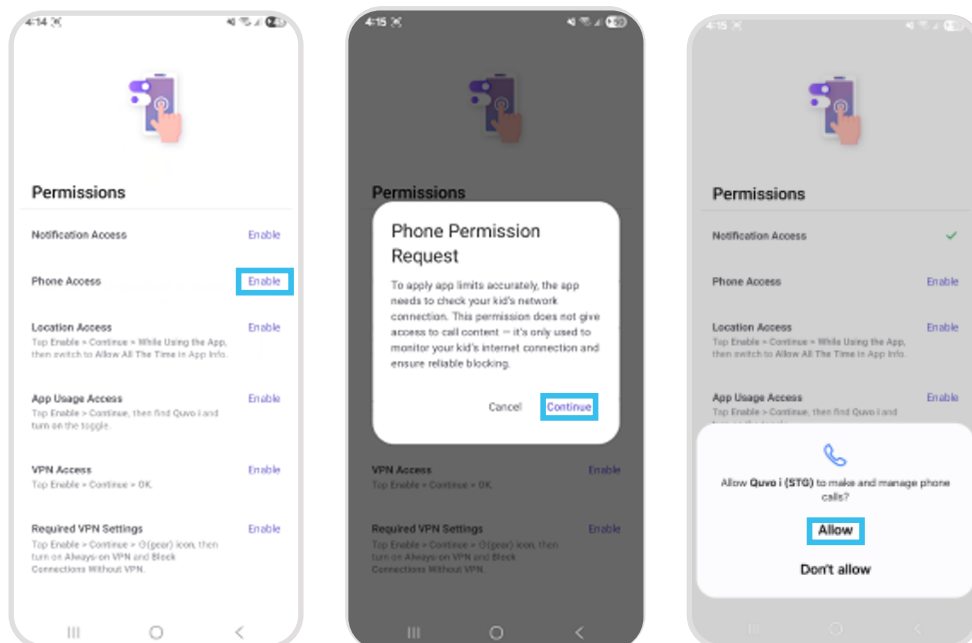 4:14
Permissions
Notification Access Enable
Phone Access Enable
Location Access Enable
Tap Enable > Continue > While Using the App,
then switch to Allow All The Time in App Info.
App Usage Access Enable
Tap Enable > Continue, then find Quvo i and
turn on the toggle.
VPN Access Enable
Tap Enable > Continue > OK.
Required VPN Settings Enable
Tap Enable > Continue > (gear) icon, then
turn on Always-on VPN and Block
Connections Without VPN.
4:15
Permissions
Phone Permission
Request
To apply app limits accurately, the app
needs to check your kid's network
connection. This permission does not give
access to call content — it's only used to
monitor your kid's internet connection and
ensure reliable blocking.
Cancel Continue
VPN Access Enable
Tap Enable > Continue > OK.
Required VPN Settings Enable
Tap Enable > Continue > (gear) icon, then
turn on Always-on VPN and Block
Connections Without VPN.
4:15
Permissions
Notification Access
Phone Access Enable
Location Access Enable
Tap Enable > Continue > While Using the App,
then switch to Allow All The Time in App Info.
App Usage Access Enable
Tap Enable > Continue, then find Quvo i and
turn on the toggle.
Allow Quvo i (STG) to make and manage phone
calls?
Allow
Don't allow